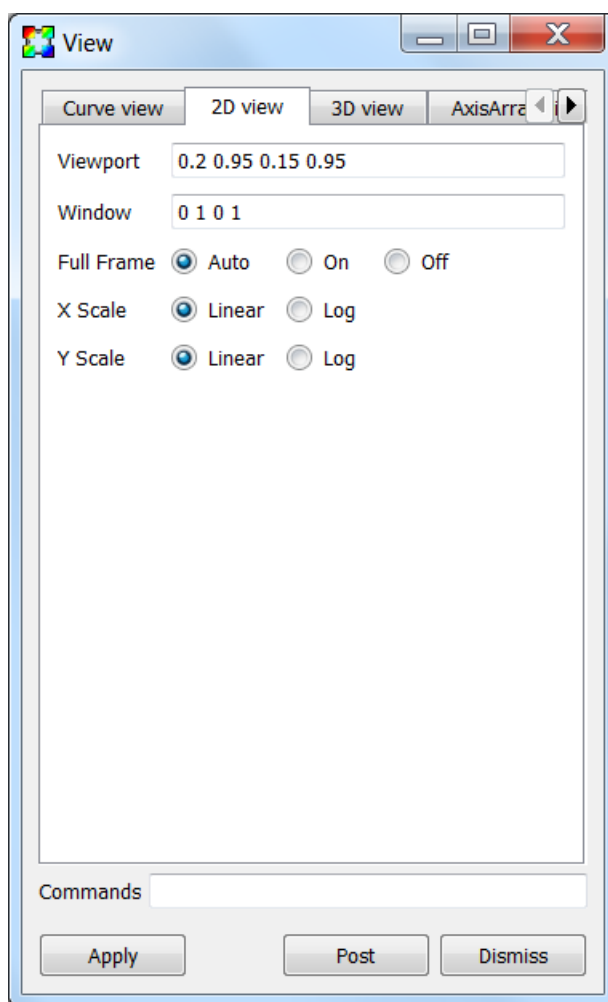 View
Curve view 2D view 3D view AxisArra
Viewport 0.2 0.95 0.15 0.95
Window 0 1 0 1
Full Frame Auto On Off
X Scale Linear Log
Y Scale Linear Log
Commands
Apply Post Dismiss